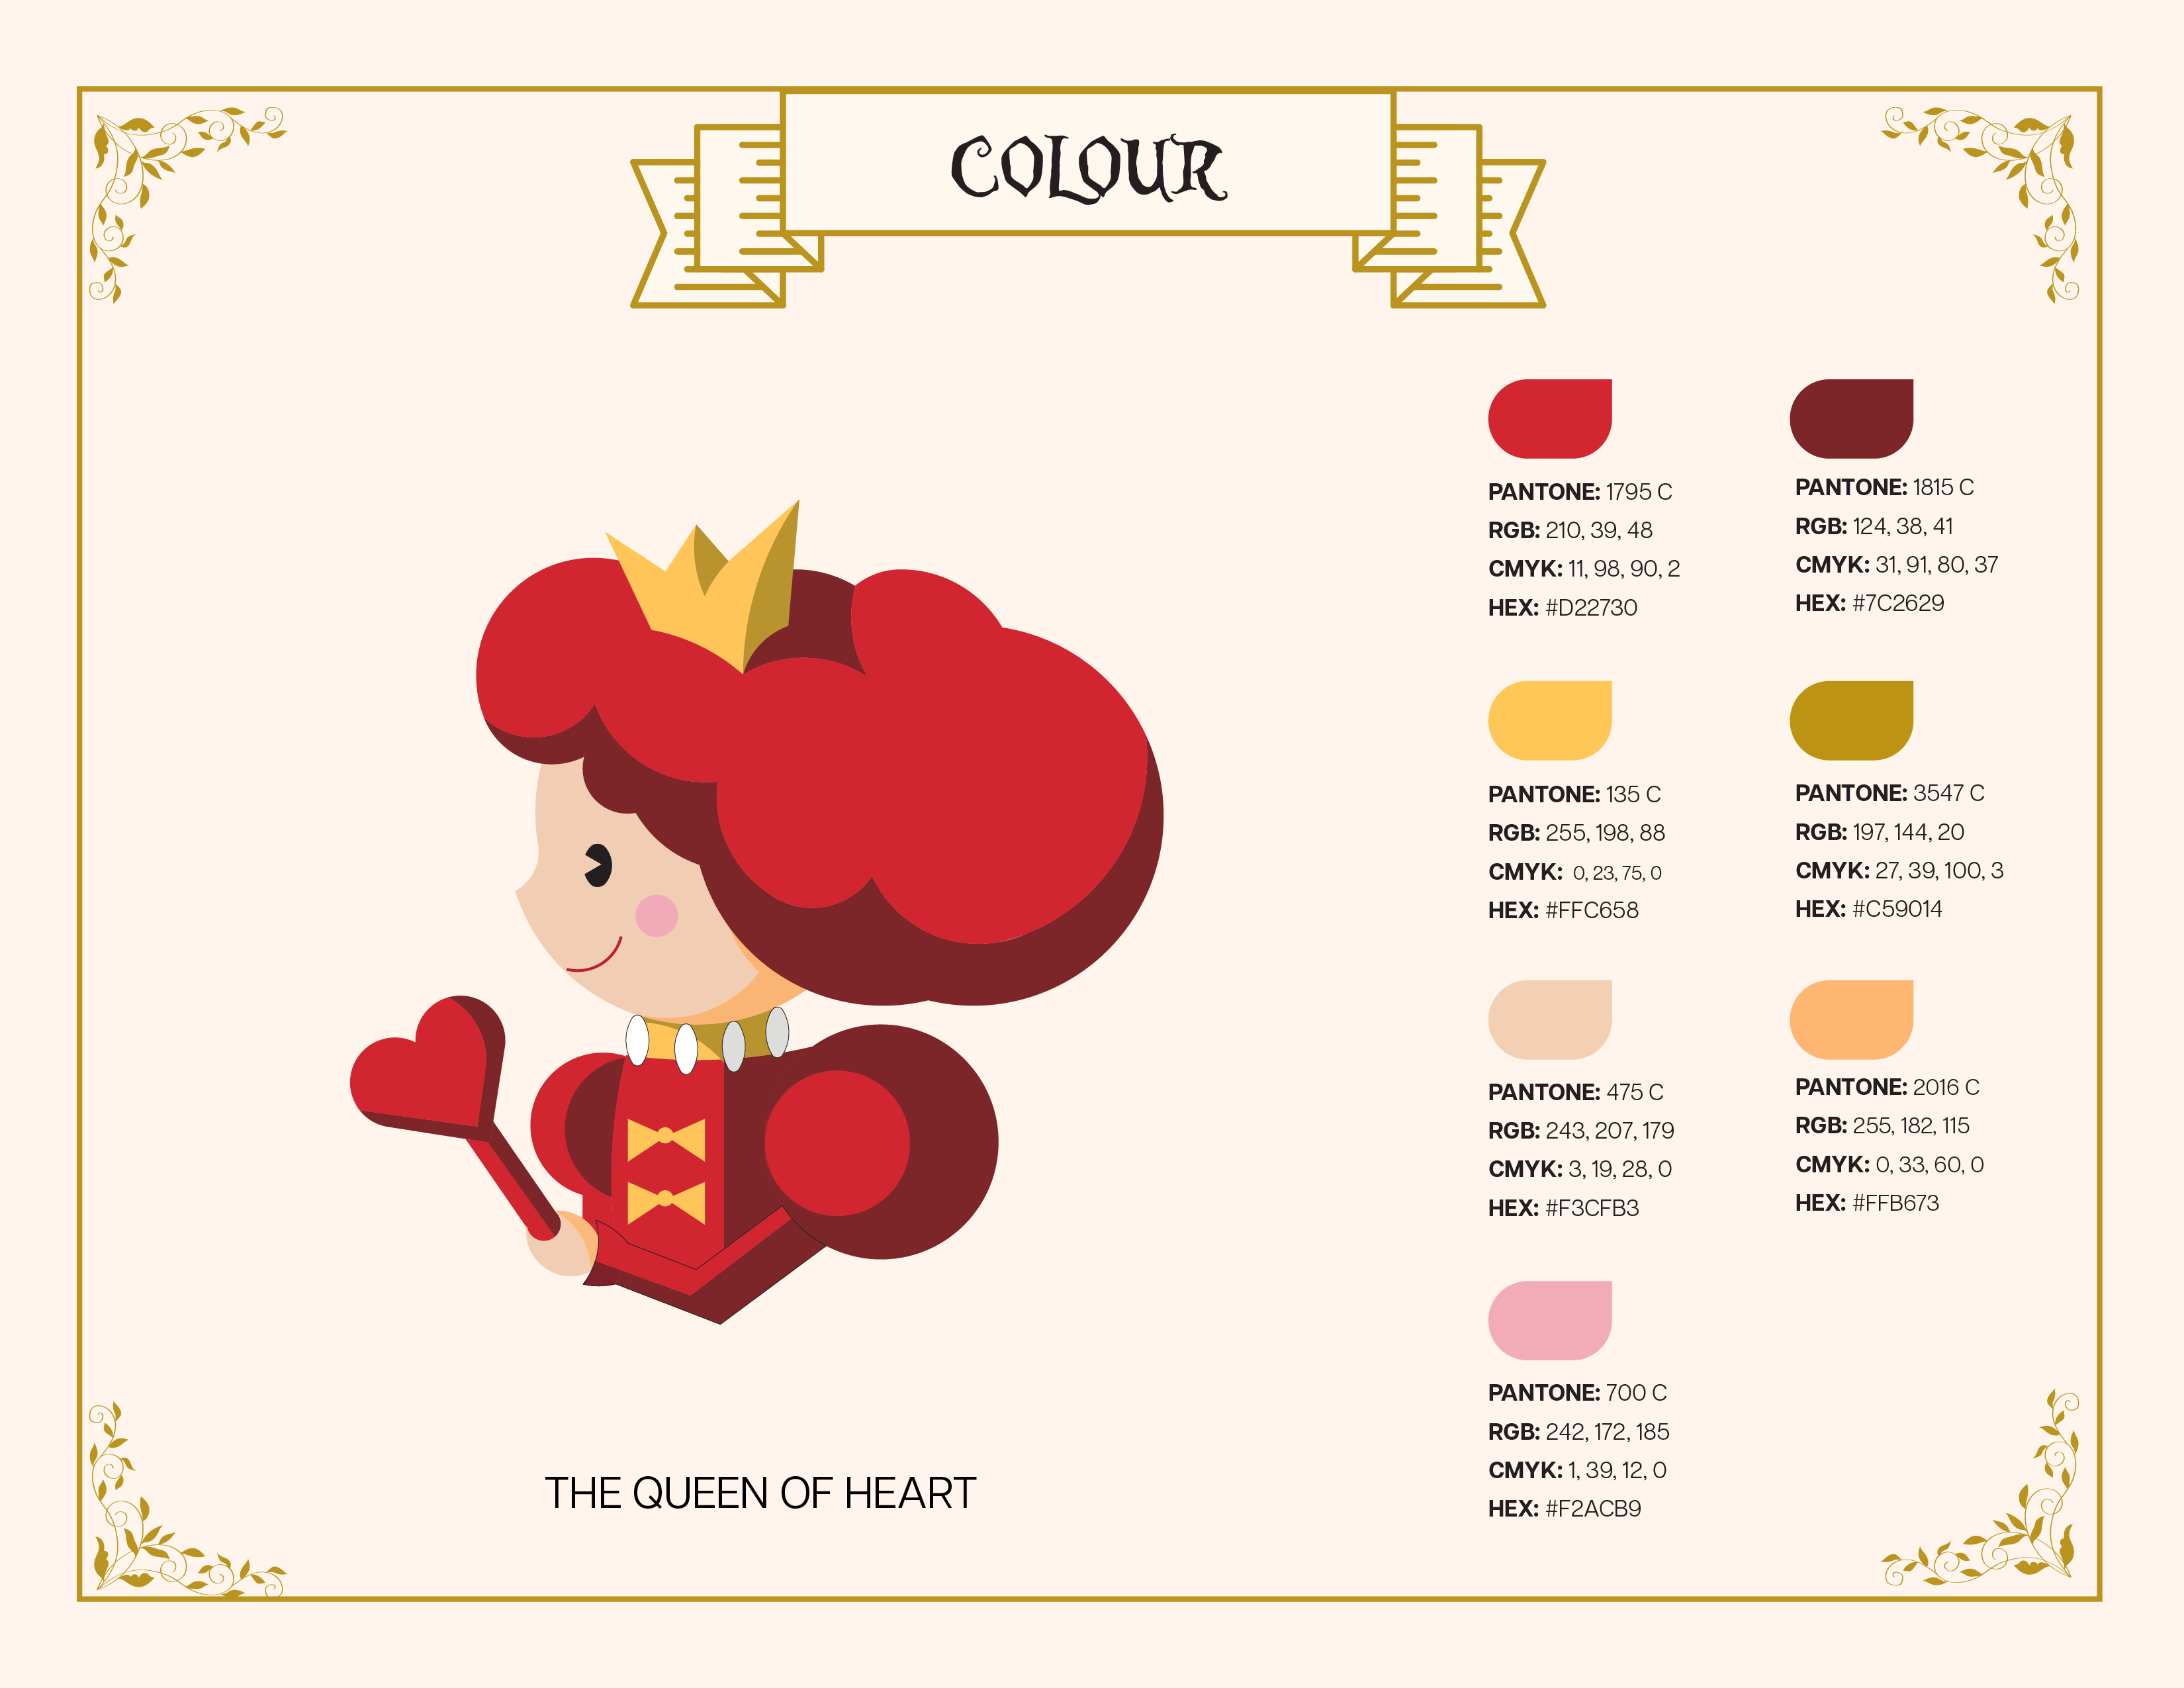 COLOUR
PANTONE: 1795 C
RGB: 210, 39, 48
CMYK: 11, 98, 90, 2
HEX: #D22730
PANTONE: 1815 C
RGB: 124, 38, 41
CMYK: 31, 91, 80, 37
HEX: #7C2629
PANTONE: 135 C
RGB: 255, 198, 88
CMYK: 0, 23, 75, 0
HEX: #FFC658
PANTONE: 3547 C
RGB: 197, 144, 20
CMYK: 27, 39, 100, 3
HEX: #C59014
PANTONE: 475 C
RGB: 243, 207, 179
CMYK: 3, 19, 28, 0
HEX: #F3CFB3
PANTONE: 2016 C
RGB: 255, 182, 115
CMYK: 0, 33, 60, 0
HEX: #FFB673
PANTONE: 700 C
RGB: 242, 172, 185
CMYK: 1, 39, 12, 0
HEX: #F2ACB9
THE QUEEN OF HEART